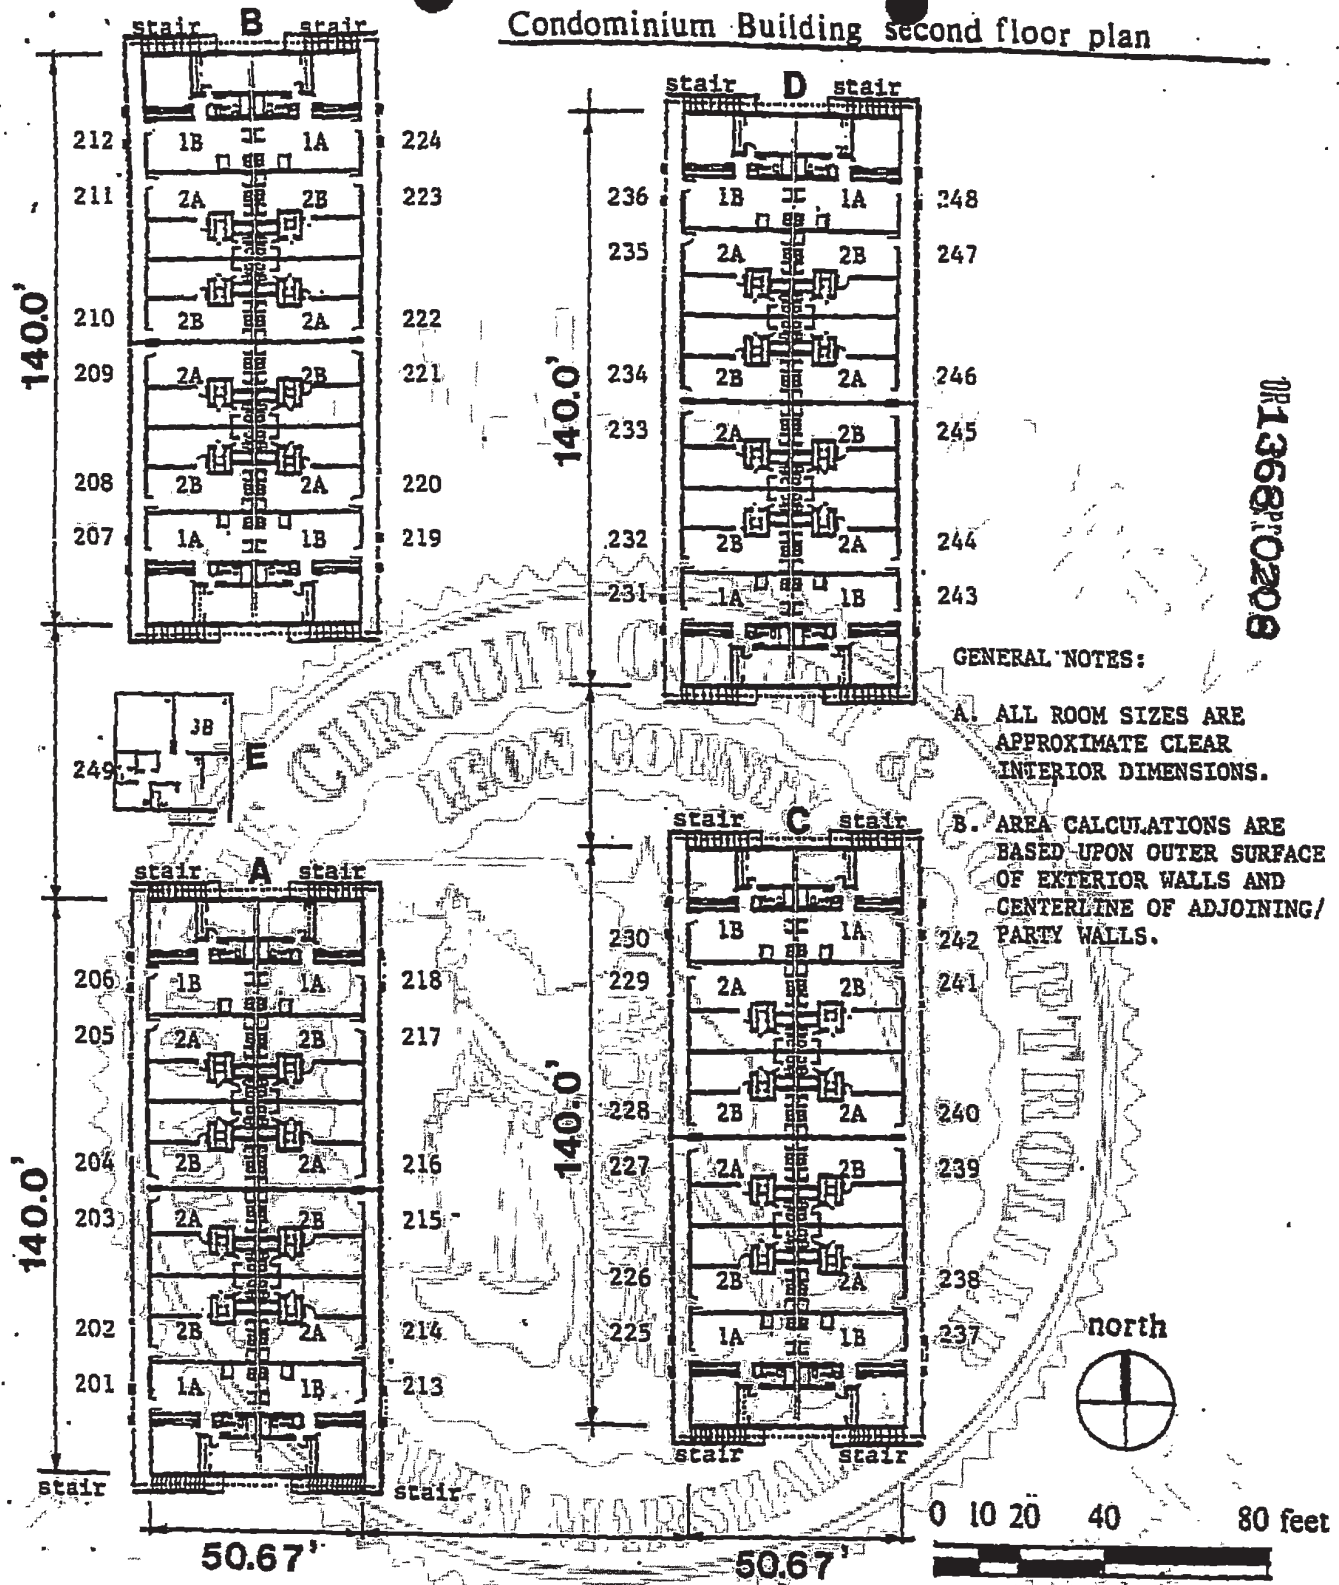 Condominium Building second floor plan
stair B stair
212 1B 1A 224
211 2A 2B 223
210 2B 2A 222
209 2A 2B 221
208 2B 2A 220
207 1A 1B 219
140.0'
stair D stair
236 1B 1A 248
235 2A 2B 247
234 2B 2A 246
233 2A 2B 245
232 2B 2A 244
231 1A 1B 243
140.0'
OR 1368 0208
249 3B E
GENERAL NOTES:
A. ALL ROOM SIZES ARE
APPROXIMATE CLEAR
INTERIOR DIMENSIONS.
B. AREA CALCULATIONS ARE
BASED UPON OUTER SURFACE
OF EXTERIOR WALLS AND
CENTERLINE OF ADJOINING/
PARTY WALLS.
stair A stair
206 1B 1A 218
205 2A 2B 217
204 2B 2A 216
203 2A 2B 215
202 2B 2A 214
201 1A 1B 213
stair stair
140.0'
stair C stair
230 1B 1A 242
229 2A 2B 241
228 2B 2A 240
227 2A 2B 239
226 2B 2A 238
225 1A 1B 237
stair stair
140.0'
north
50.67' 50.67'
0 10 20 40 80 feet
CIRCUIT